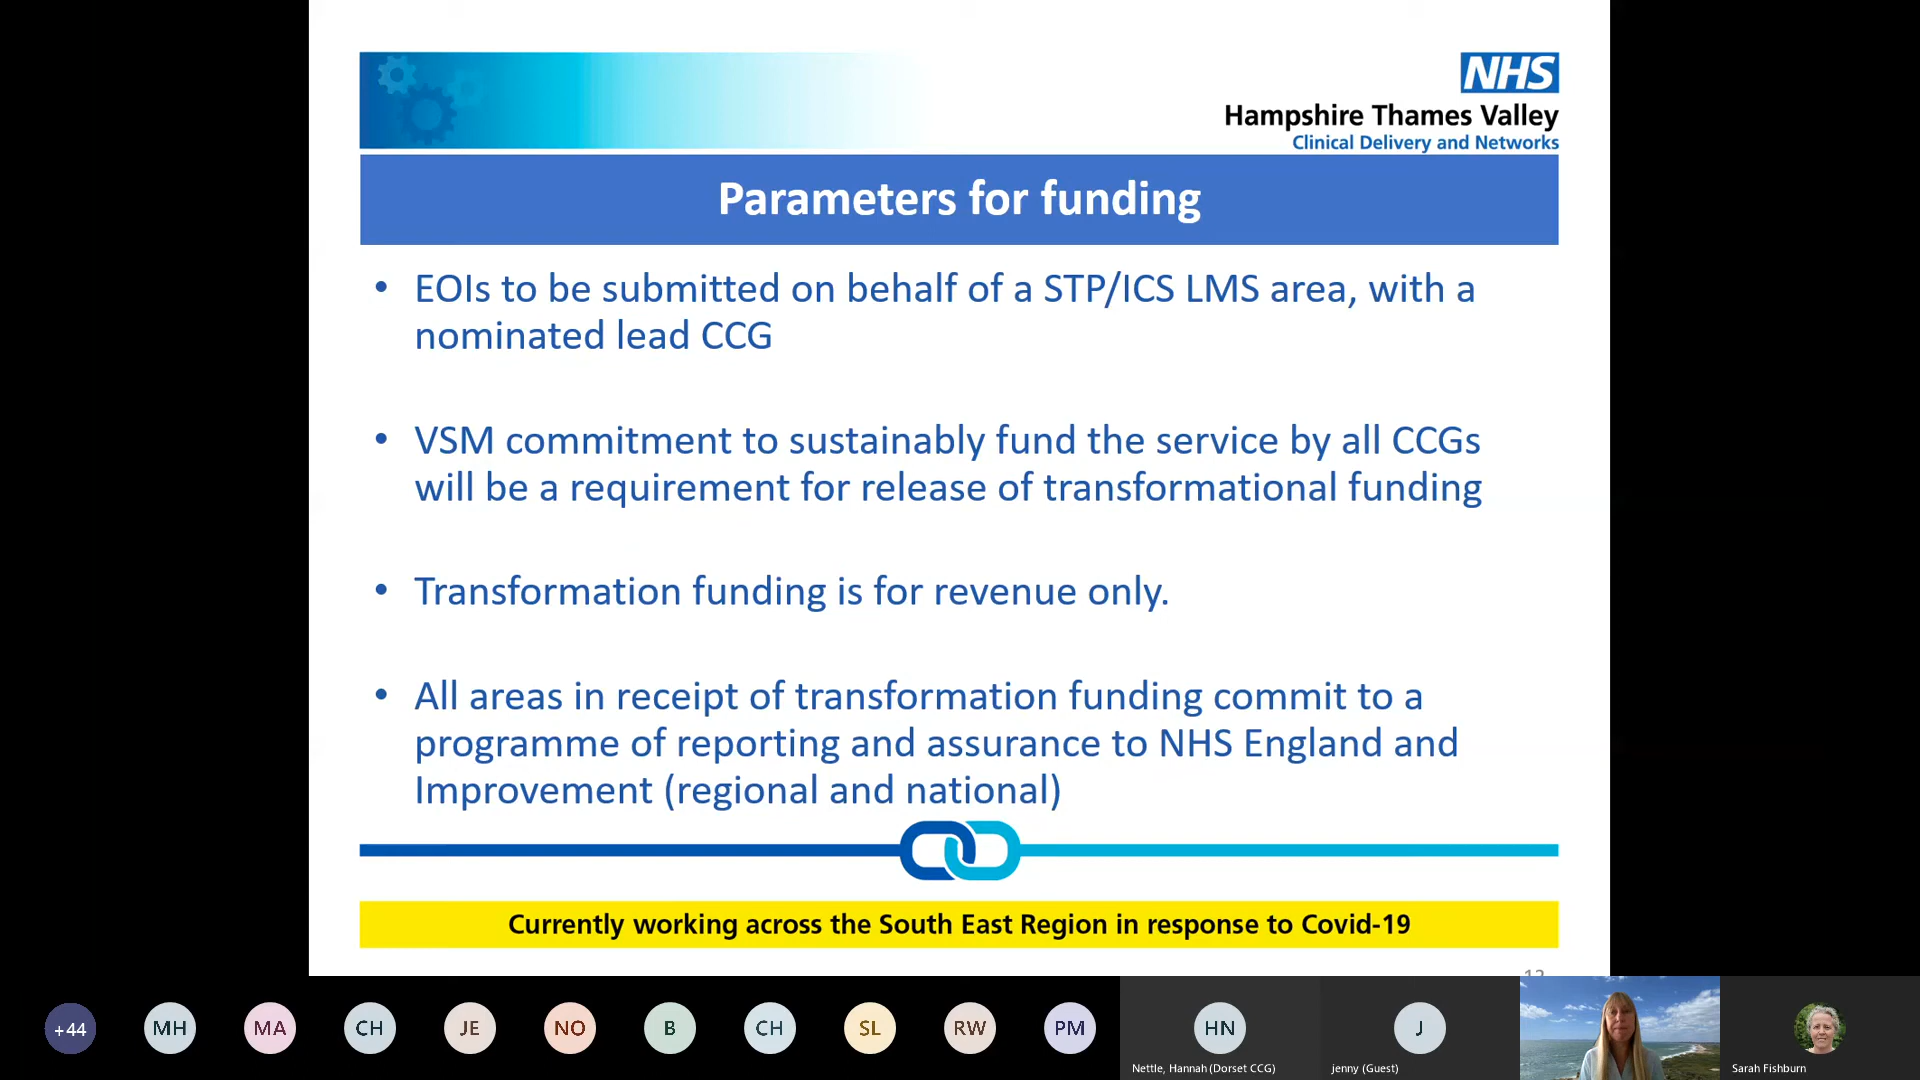 NHS
Hampshire Thames Valley
Clinical Delivery and Networks
Parameters for funding
• EOIs to be submitted on behalf of a STP/ICS LMS area, with a
nominated lead CCG
• VSM commitment to sustainably fund the service by all CCGs
will be a requirement for release of transformational funding
• Transformation funding is for revenue only.
• All areas in receipt of transformation funding commit to a
programme of reporting and assurance to NHS England and
Improvement (regional and national)
Currently working across the South East Region in response to Covid-19
+44 MH MA CH JE NO B CH SL RW PM HN J
Nettle, Hannah (Dorset CCG) jenny (Guest) Sarah Fishburn